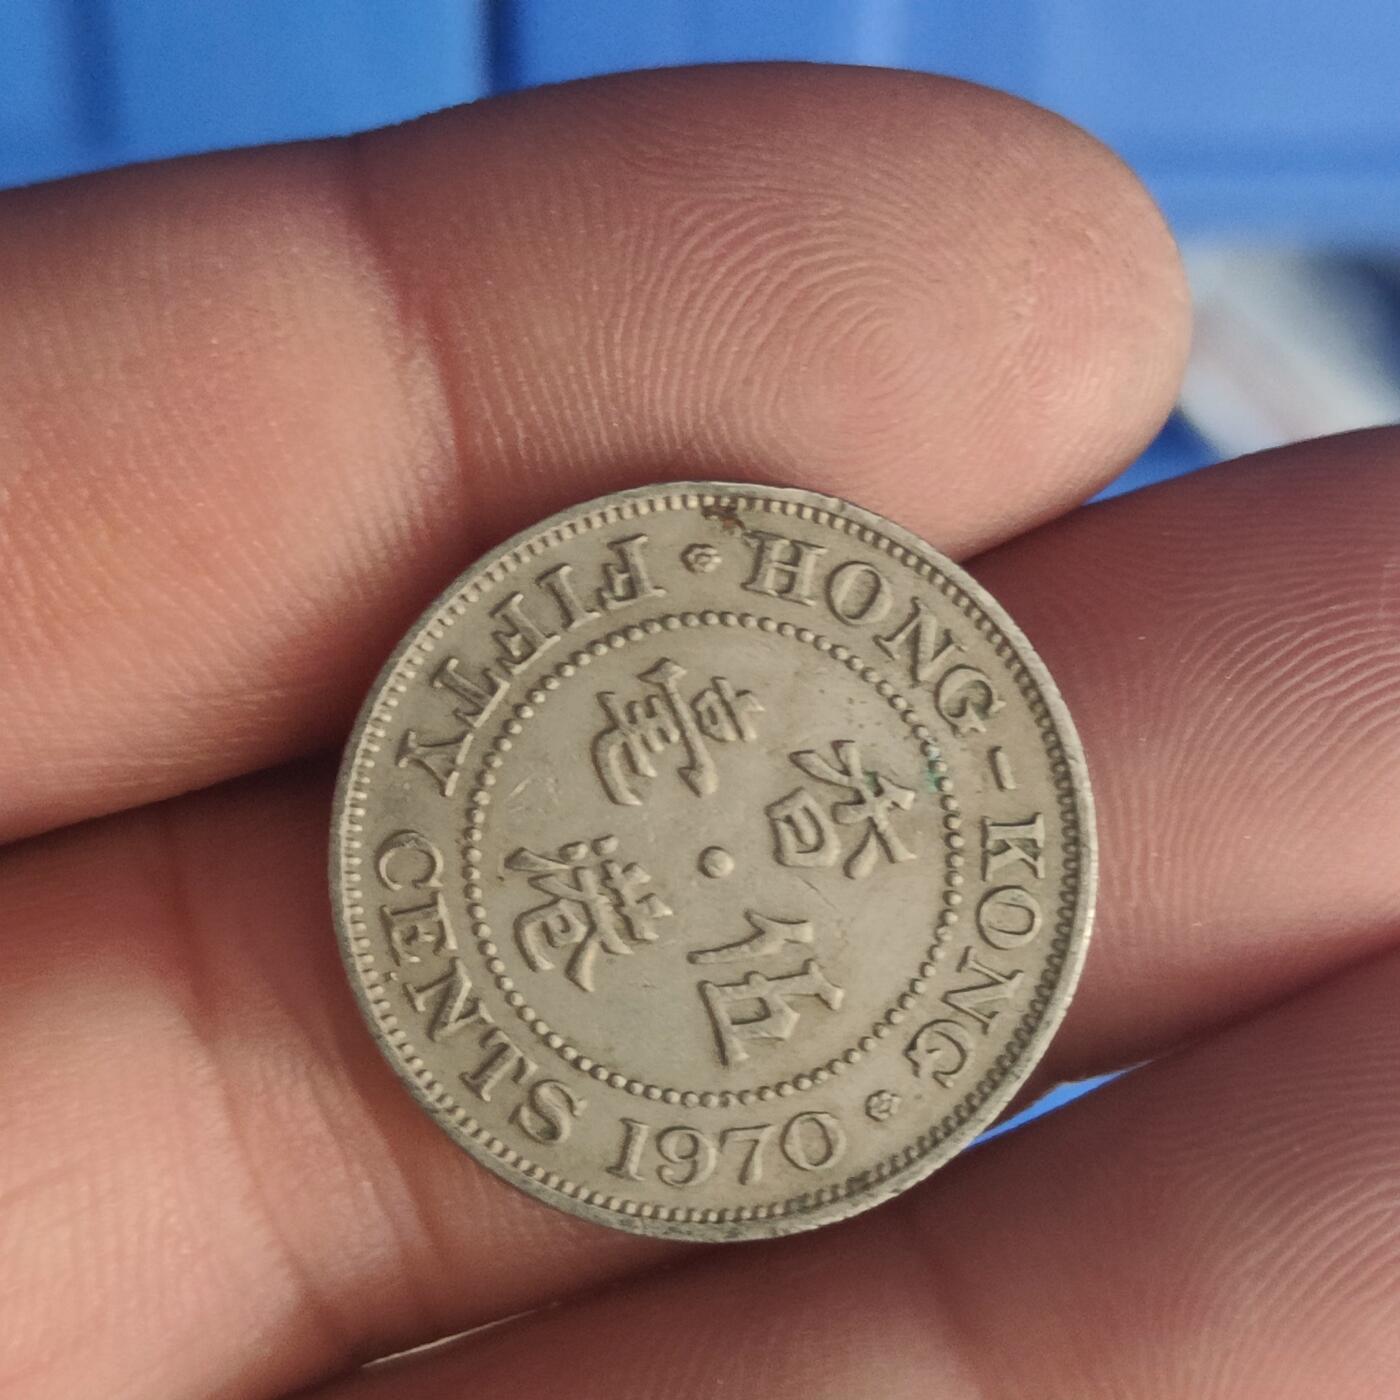 HONG-KONG
FIFTY CENTS 1970
香港
伍毫